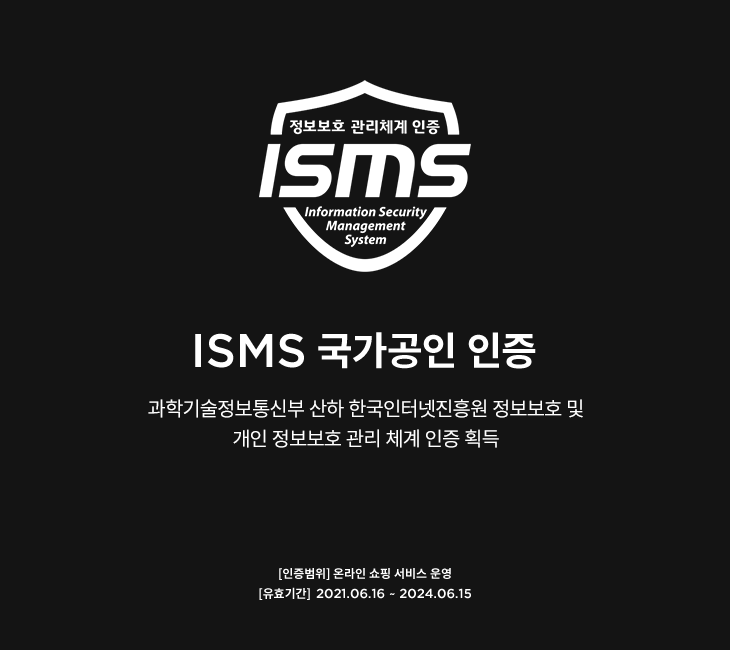 정보보호 관리체계 인증
ISMS
Information Security
Management
System
ISMS 국가공인 인증
과학기술정보통신부 산하 한국인터넷진흥원 정보보호 및
개인 정보보호 관리 체계 인증 획득
[인증범위] 온라인 쇼핑 서비스 운영
[유효기간] 2021.06.16 ~ 2024.06.15